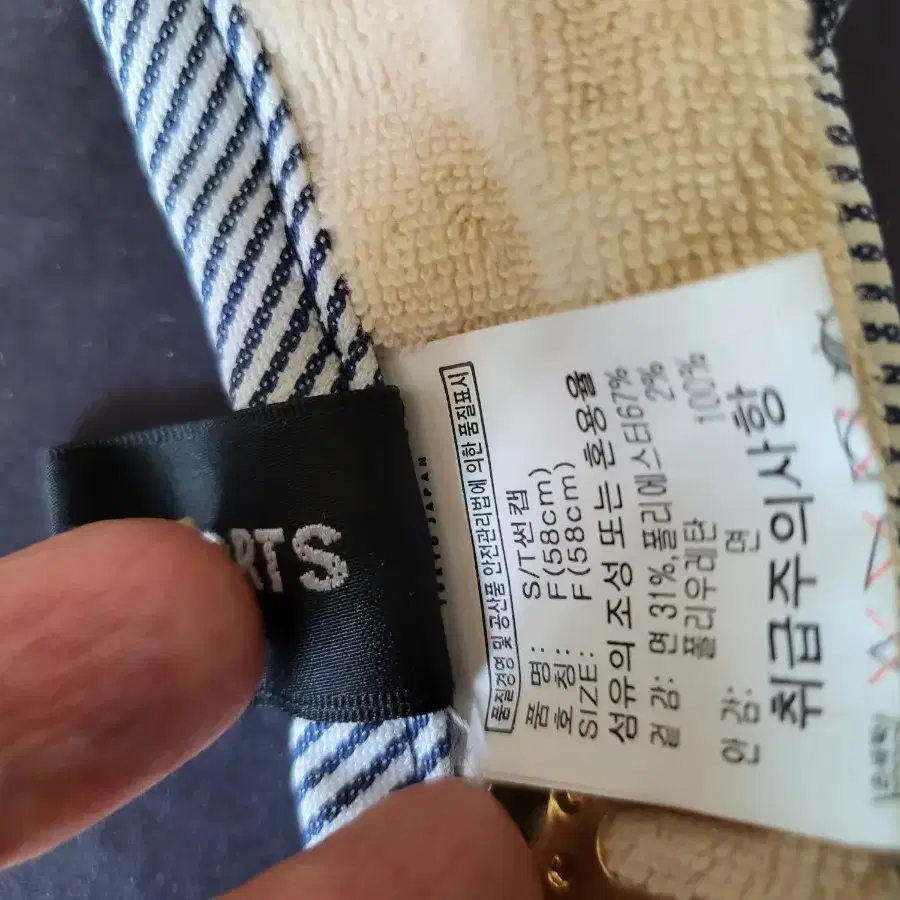 RTS
TOKYO JAPAN
품질경영 및 공산품 안전관리법에 의한 품질표시
품 명: S/T썬캡
호 칭: F(58cm)
SIZE: F(58cm)
섬유의 조성 또는 혼용율
겉 감: 면 31%,폴리에스터67%
폴리우레탄 2%
안 감: 면 100%
취급주의사항